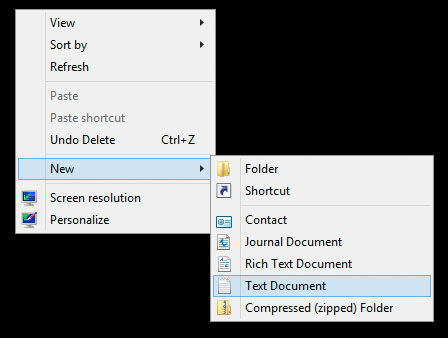 View
Sort by
Refresh
Paste
Paste shortcut
Undo Delete Ctrl+Z
New
Screen resolution
Personalize
Folder
Shortcut
Contact
Journal Document
Rich Text Document
Text Document
Compressed (zipped) Folder